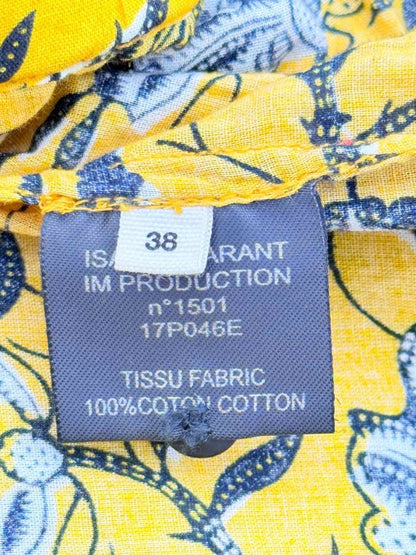 38
ISA ARANT
IM PRODUCTION
n°1501
17P046E
TISSU FABRIC
100%COTON COTTON